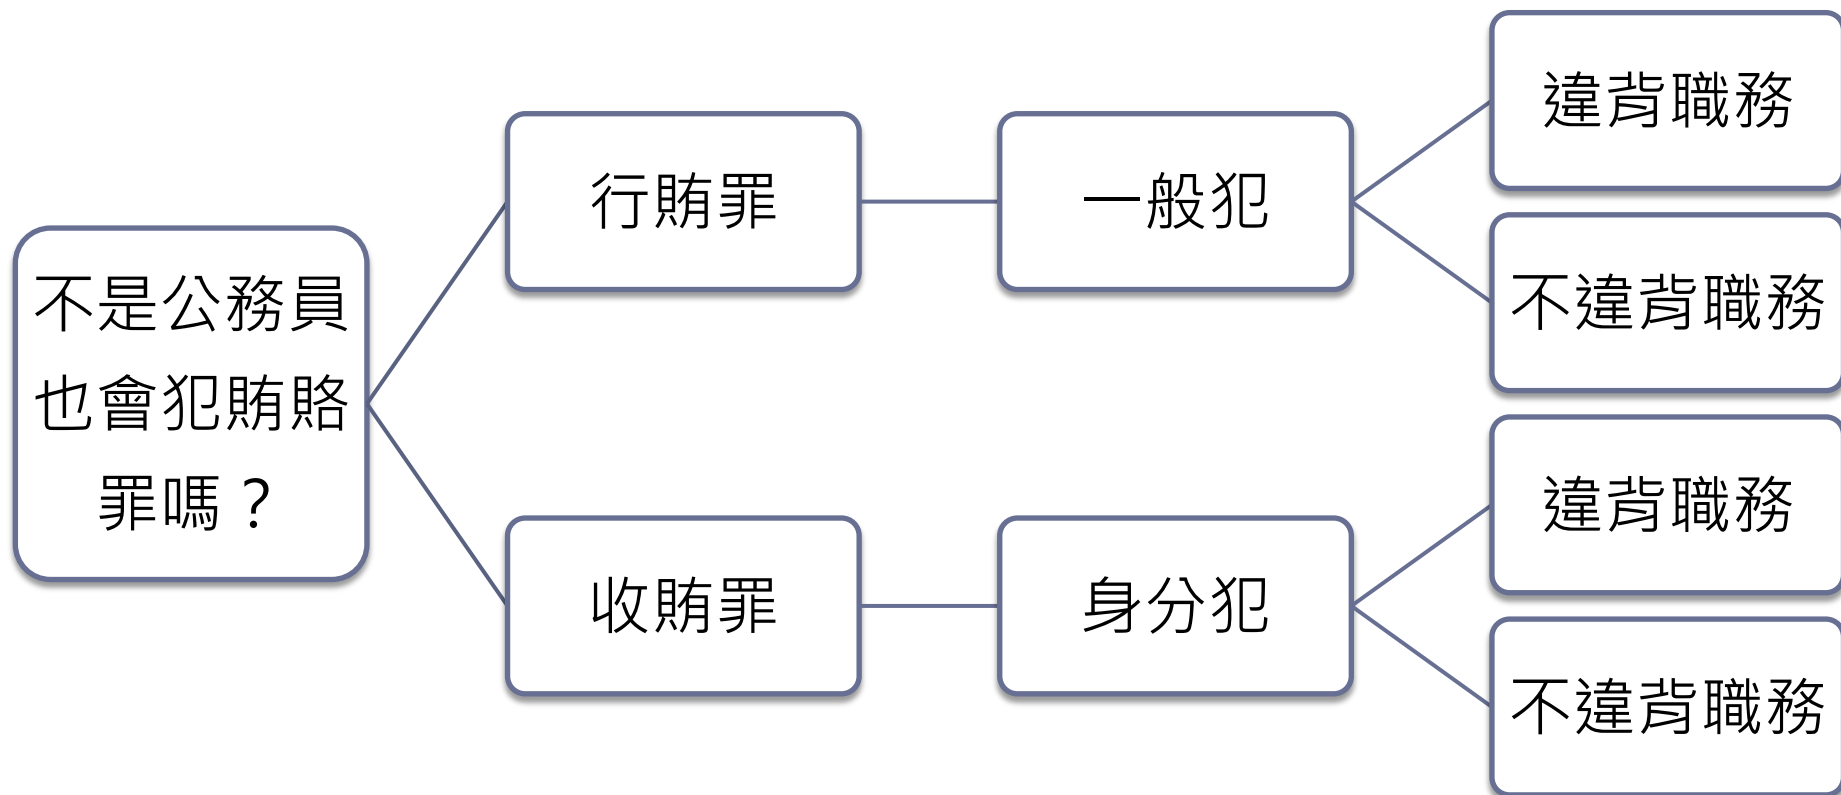 不是公務員
也會犯賄賂
罪嗎？
行賄罪
一般犯
違背職務
不違背職務
收賄罪
身分犯
違背職務
不違背職務